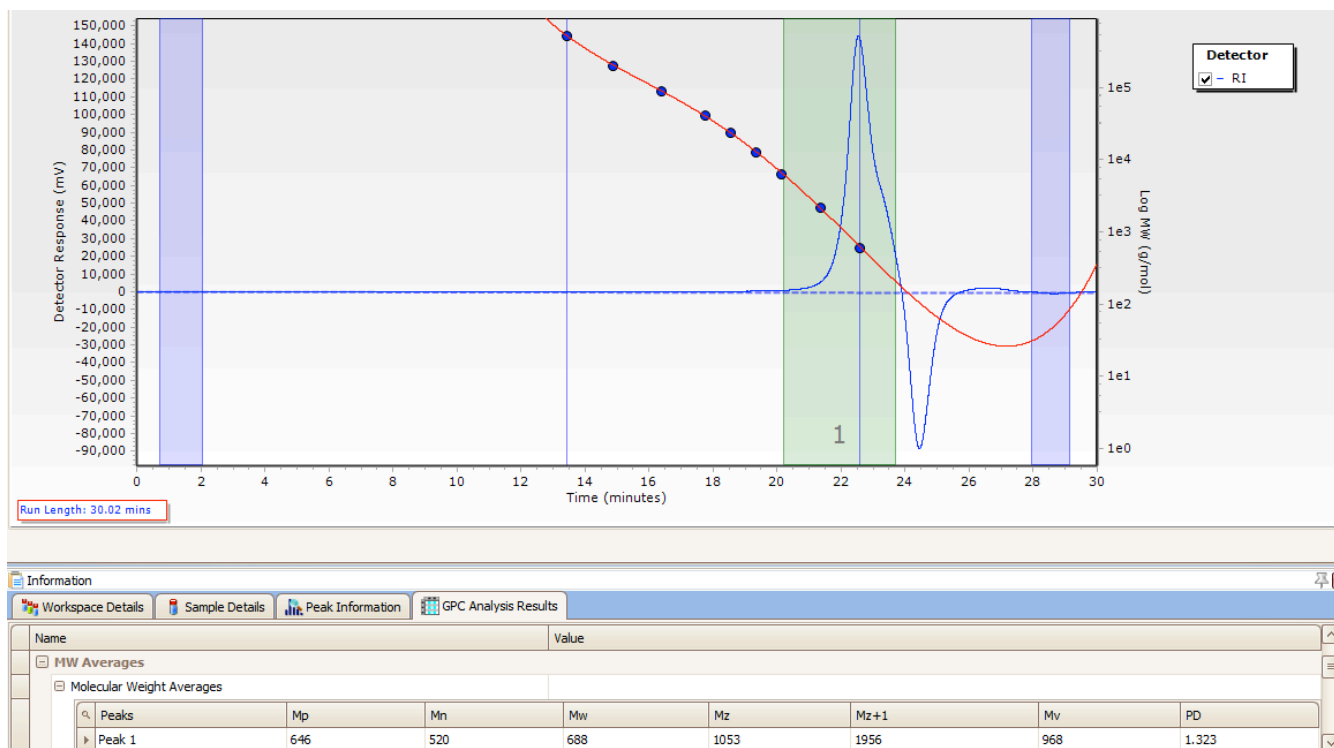 150,000
140,000
130,000
120,000
110,000
100,000
90,000
80,000
70,000
60,000
50,000
40,000
30,000
20,000
10,000
0
-10,000
-20,000
-30,000
-40,000
-50,000
-60,000
-70,000
-80,000
-90,000
Detector Response (mV)
1
0 2 4 6 8 10 12 14 16 18 20 22 24 26 28 30
Time (minutes)
1e5
1e4
1e3
1e2
1e1
1e0
Log MW (g/mol)
Detector
RI
Run Length: 30.02 mins
Information
Workspace Details Sample Details Peak Information GPC Analysis Results
Name Value
MW Averages
Molecular Weight Averages
Peaks Mp Mn Mw Mz Mz+1 Mv PD
Peak 1 646 520 688 1053 1956 968 1.323